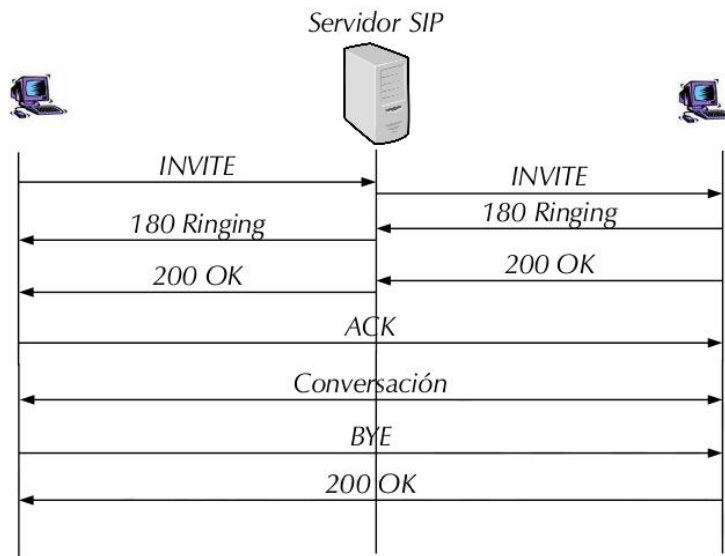 Servidor SIP
INVITE
INVITE
180 Ringing
180 Ringing
200 OK
200 OK
ACK
Conversación
BYE
200 OK